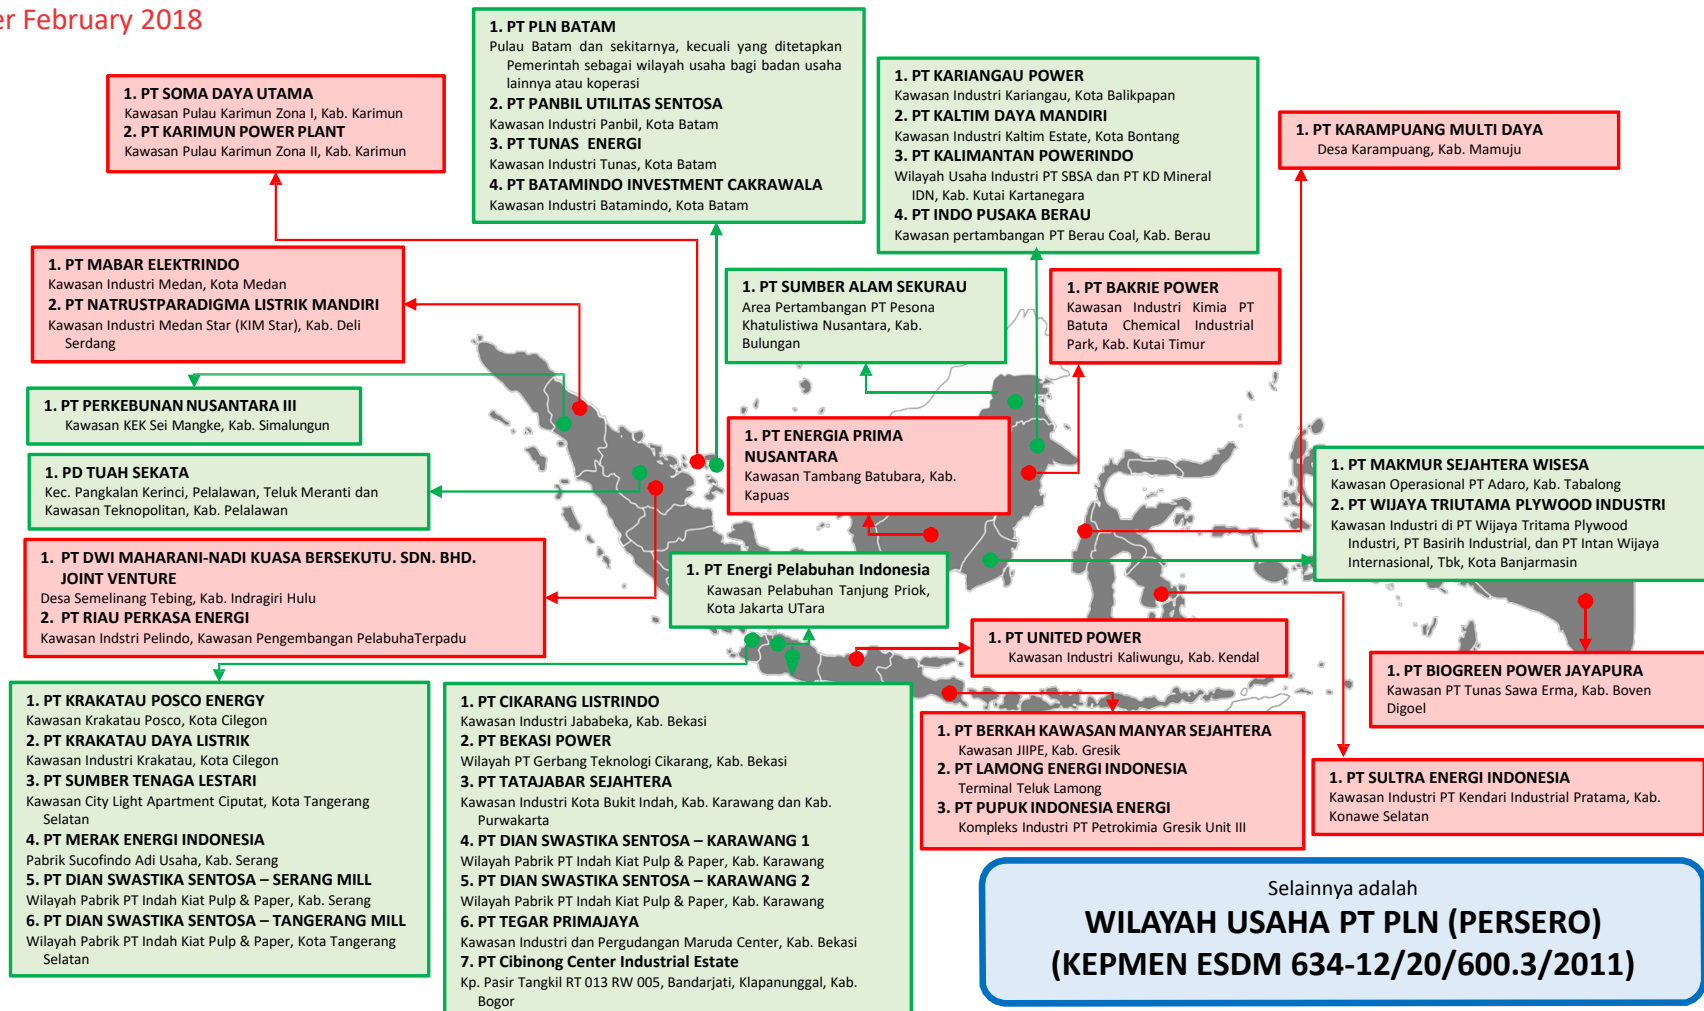 er February 2018
1. PT SOMA DAYA UTAMA
Kawasan Pulau Karimun Zona I, Kab. Karimun
2. PT KARIMUN POWER PLANT
Kawasan Pulau Karimun Zona II, Kab. Karimun
1. PT PLN BATAM
Pulau Batam dan sekitarnya, kecuali yang ditetapkan
Pemerintah sebagai wilayah usaha bagi badan usaha
lainnya atau koperasi
2. PT PANBIL UTILITAS SENTOSA
Kawasan Industri Panbil, Kota Batam
3. PT TUNAS ENERGI
Kawasan Industri Tunas, Kota Batam
4. PT BATAMINDO INVESTMENT CAKRAWALA
Kawasan Industri Batamindo, Kota Batam
1. PT KARIANGAU POWER
Kawasan Industri Kariangau, Kota Balikpapan
2. PT KALTIM DAYA MANDIRI
Kawasan Industri Kaltim Estate, Kota Bontang
3. PT KALIMANTAN POWERINDO
Wilayah Usaha Industri PT SBSA dan PT KD Mineral
IDN, Kab. Kutai Kartanegara
4. PT INDO PUSAKA BERAU
Kawasan pertambangan PT Berau Coal, Kab. Berau
1. PT KARAMPUANG MULTI DAYA
Desa Karampuang, Kab. Mamuju
1. PT MABAR ELEKTRINDO
Kawasan Industri Medan, Kota Medan
2. PT NATRUSTPARADIGMA LISTRIK MANDIRI
Kawasan Industri Medan Star (KIM Star), Kab. Deli
Serdang
1. PT SUMBER ALAM SEKURAU
Area Pertambangan PT Pesona
Khatulistiwa Nusantara, Kab.
Bulungan
1. PT BAKRIE POWER
Kawasan Industri Kimia PT
Batuta Chemical Industrial
Park, Kab. Kutai Timur
1. PT PERKEBUNAN NUSANTARA III
Kawasan KEK Sei Mangke, Kab. Simalungun
1. PT ENERGIA PRIMA
NUSANTARA
Kawasan Tambang Batubara, Kab.
Kapuas
1. PD TUAH SEKATA
Kec. Pangkalan Kerinci, Pelalawan, Teluk Meranti dan
Kawasan Teknopolitan, Kab. Pelalawan
1. PT MAKMUR SEJAHTERA WISESA
Kawasan Operasional PT Adaro, Kab. Tabalong
2. PT WIJAYA TRIUTAMA PLYWOOD INDUSTRI
Kawasan Industri di PT Wijaya Tritama Plywood
Industri, PT Basirih Industrial, dan PT Intan Wijaya
Internasional, Tbk, Kota Banjarmasin
1. PT DWI MAHARANI-NADI KUASA BERSEKUTU. SDN. BHD.
JOINT VENTURE
Desa Semelinang Tebing, Kab. Indragiri Hulu
2. PT RIAU PERKASA ENERGI
Kawasan Indstri Pelindo, Kawasan Pengembangan PelabuhaTerpadu
1. PT Energi Pelabuhan Indonesia
Kawasan Pelabuhan Tanjung Priok,
Kota Jakarta UTara
1. PT UNITED POWER
Kawasan Industri Kaliwungu, Kab. Kendal
1. PT BIOGREEN POWER JAYAPURA
Kawasan PT Tunas Sawa Erma, Kab. Boven
Digoel
1. PT KRAKATAU POSCO ENERGY
Kawasan Krakatau Posco, Kota Cilegon
2. PT KRAKATAU DAYA LISTRIK
Kawasan Industri Krakatau, Kota Cilegon
3. PT SUMBER TENAGA LESTARI
Kawasan City Light Apartment Ciputat, Kota Tangerang
Selatan
4. PT MERAK ENERGI INDONESIA
Pabrik Sucofindo Adi Usaha, Kab. Serang
5. PT DIAN SWASTIKA SENTOSA – SERANG MILL
Wilayah Pabrik PT Indah Kiat Pulp & Paper, Kab. Serang
6. PT DIAN SWASTIKA SENTOSA – TANGERANG MILL
Wilayah Pabrik PT Indah Kiat Pulp & Paper, Kota Tangerang
Selatan
1. PT CIKARANG LISTRINDO
Kawasan Industri Jababeka, Kab. Bekasi
2. PT BEKASI POWER
Wilayah PT Gerbang Teknologi Cikarang, Kab. Bekasi
3. PT TATAJABAR SEJAHTERA
Kawasan Industri Kota Bukit Indah, Kab. Karawang dan Kab.
Purwakarta
4. PT DIAN SWASTIKA SENTOSA – KARAWANG 1
Wilayah Pabrik PT Indah Kiat Pulp & Paper, Kab. Karawang
5. PT DIAN SWASTIKA SENTOSA – KARAWANG 2
Wilayah Pabrik PT Indah Kiat Pulp & Paper, Kab. Karawang
6. PT TEGAR PRIMAJAYA
Kawasan Industri dan Pergudangan Maruda Center, Kab. Bekasi
7. PT Cibinong Center Industrial Estate
Kp. Pasir Tangkil RT 013 RW 005, Bandarjati, Klapanunggal, Kab.
Bogor
1. PT BERKAH KAWASAN MANYAR SEJAHTERA
Kawasan JIIPE, Kab. Gresik
2. PT LAMONG ENERGI INDONESIA
Terminal Teluk Lamong
3. PT PUPUK INDONESIA ENERGI
Kompleks Industri PT Petrokimia Gresik Unit III
1. PT SULTRA ENERGI INDONESIA
Kawasan Industri PT Kendari Industrial Pratama, Kab.
Konawe Selatan
Selainnya adalah
WILAYAH USAHA PT PLN (PERSERO)
(KEPMEN ESDM 634-12/20/600.3/2011)